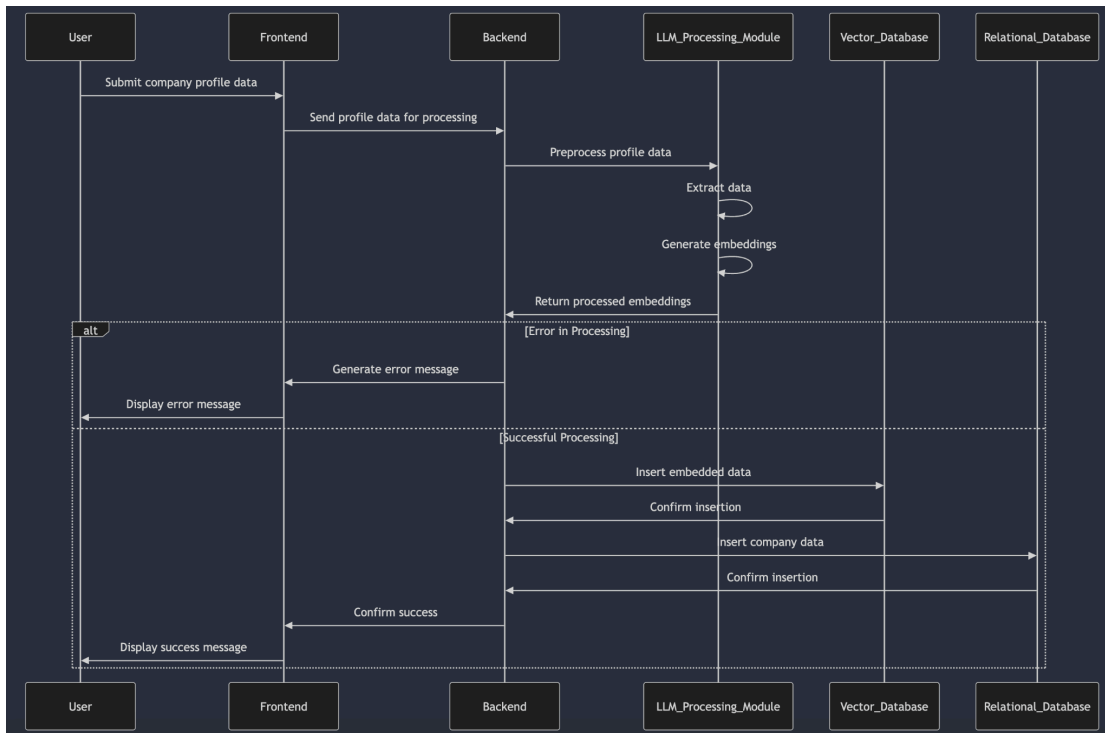 User Frontend Backend LLM_Processing_Module Vector_Database Relational_Database
Submit company profile data
Send profile data for processing
Preprocess profile data
Extract data
Generate embeddings
Return processed embeddings
alt [Error in Processing]
Generate error message
Display error message
[Successful Processing]
Insert embedded data
Confirm insertion
Insert company data
Confirm insertion
Confirm success
Display success message
User Frontend Backend LLM_Processing_Module Vector_Database Relational_Database